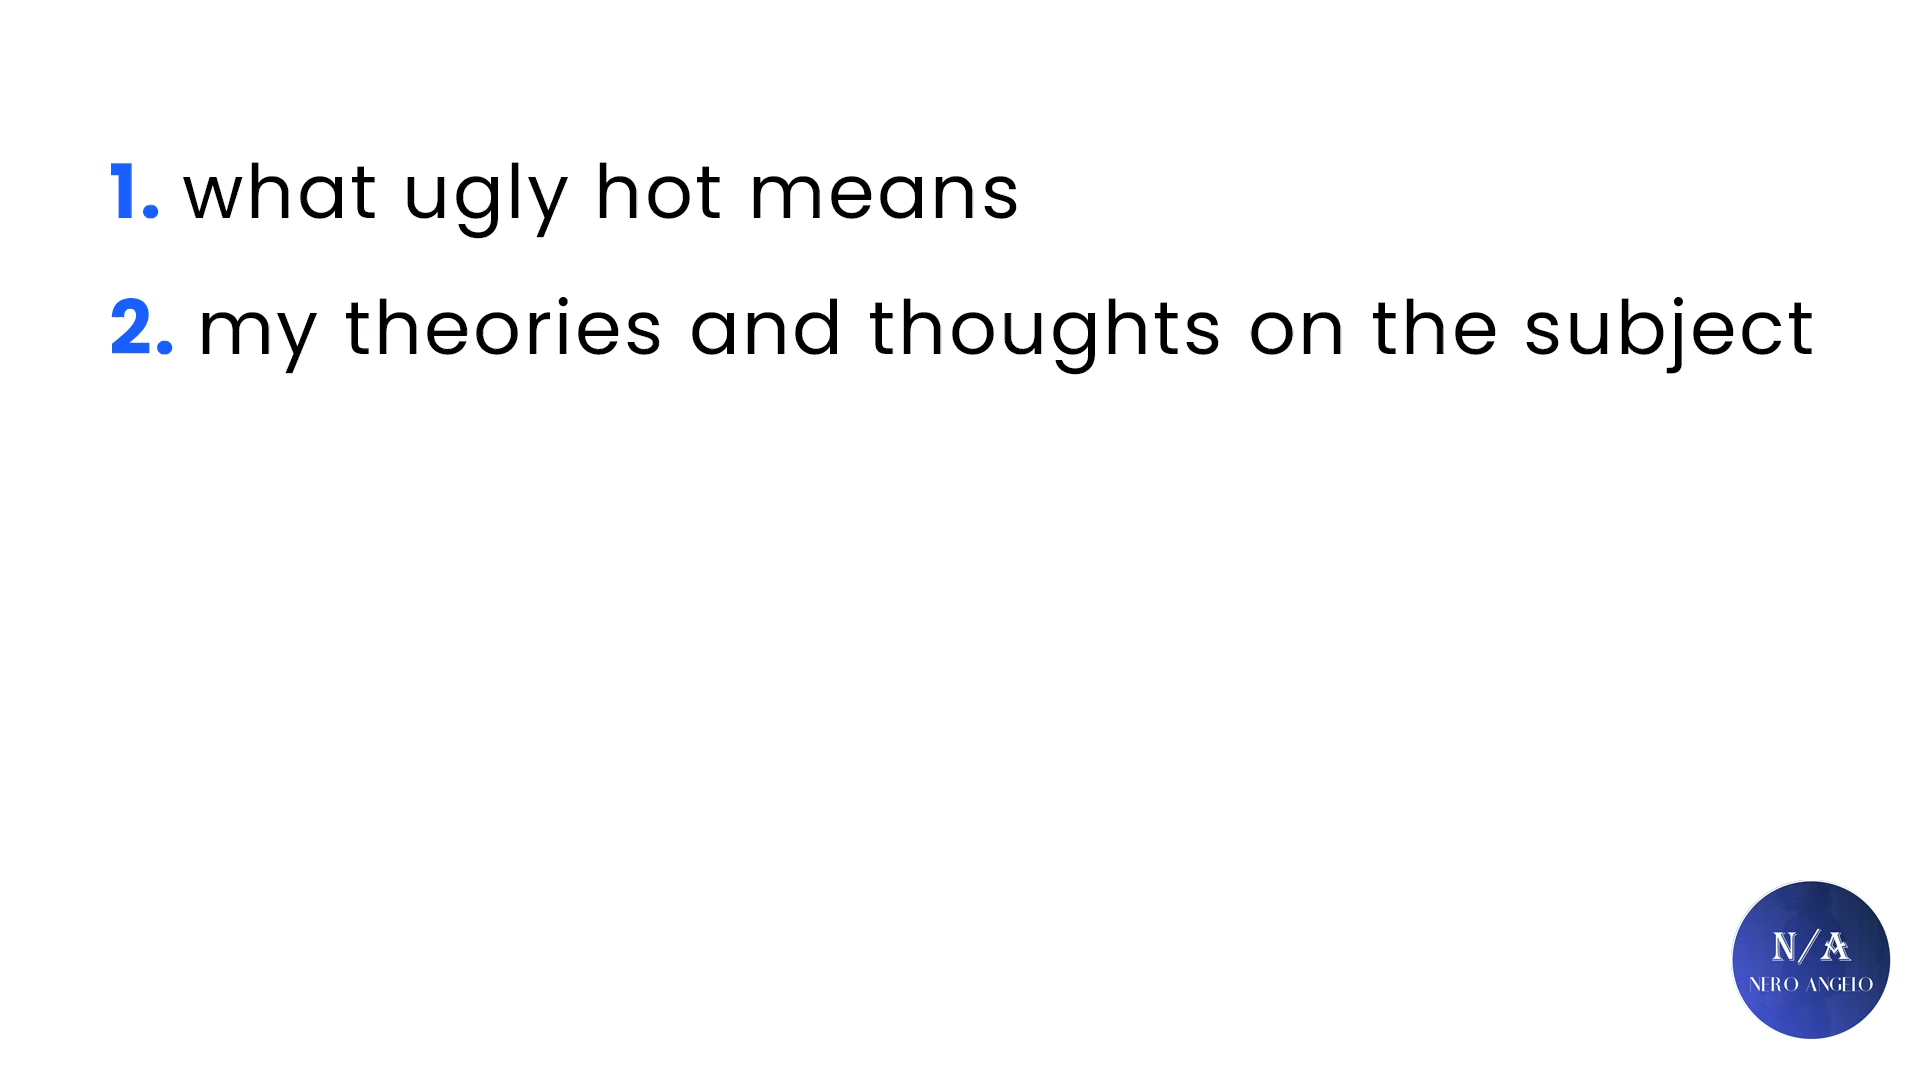 1. what ugly hot means
2. my theories and thoughts on the subject
N/A
NERO ANGELO